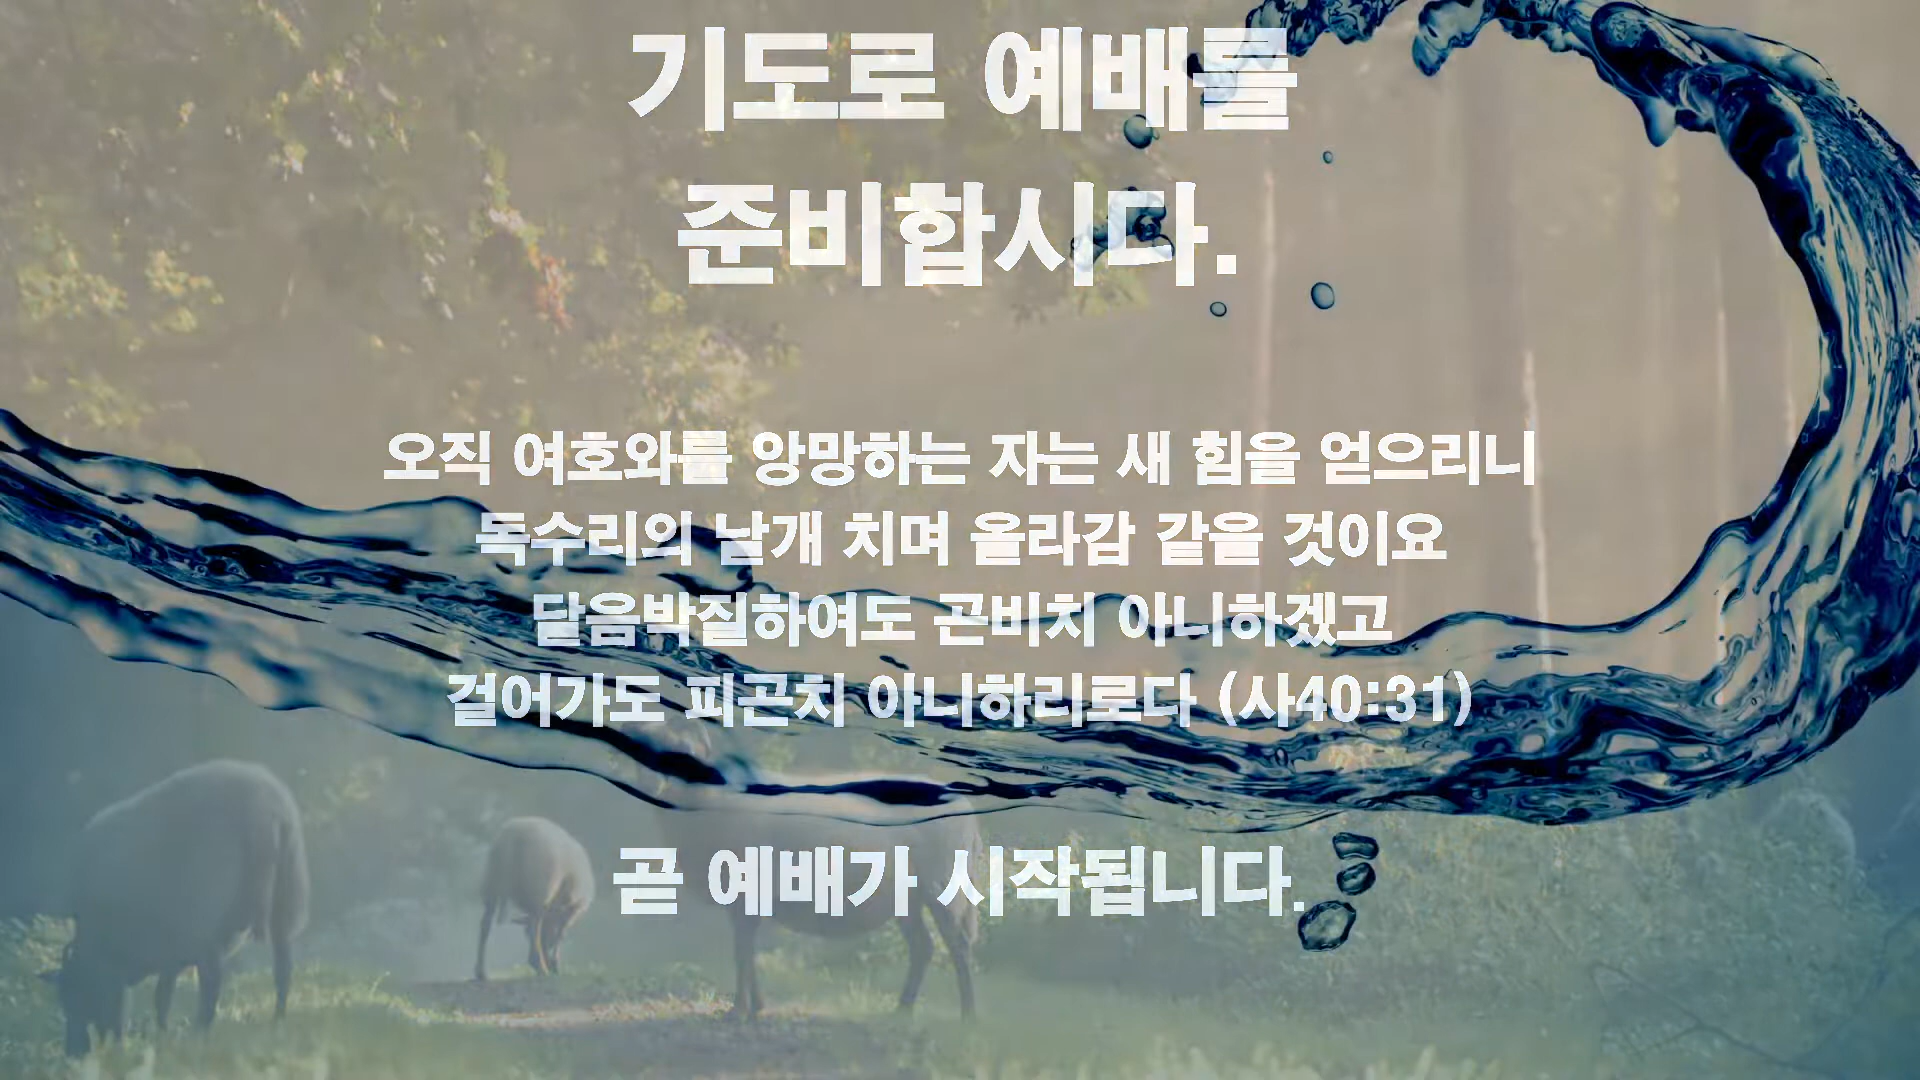 기도로 예배를
준비합시다.
오직 여호와를 앙망하는 자는 새 힘을 얻으리니
독수리의 날개 치며 올라감 같을 것이요
닫음박질하여도 곤비치 아니하겠고
걸어가도 피곤치 아니하리로다 (사40:31)
곧 예배가 시작됩니다.